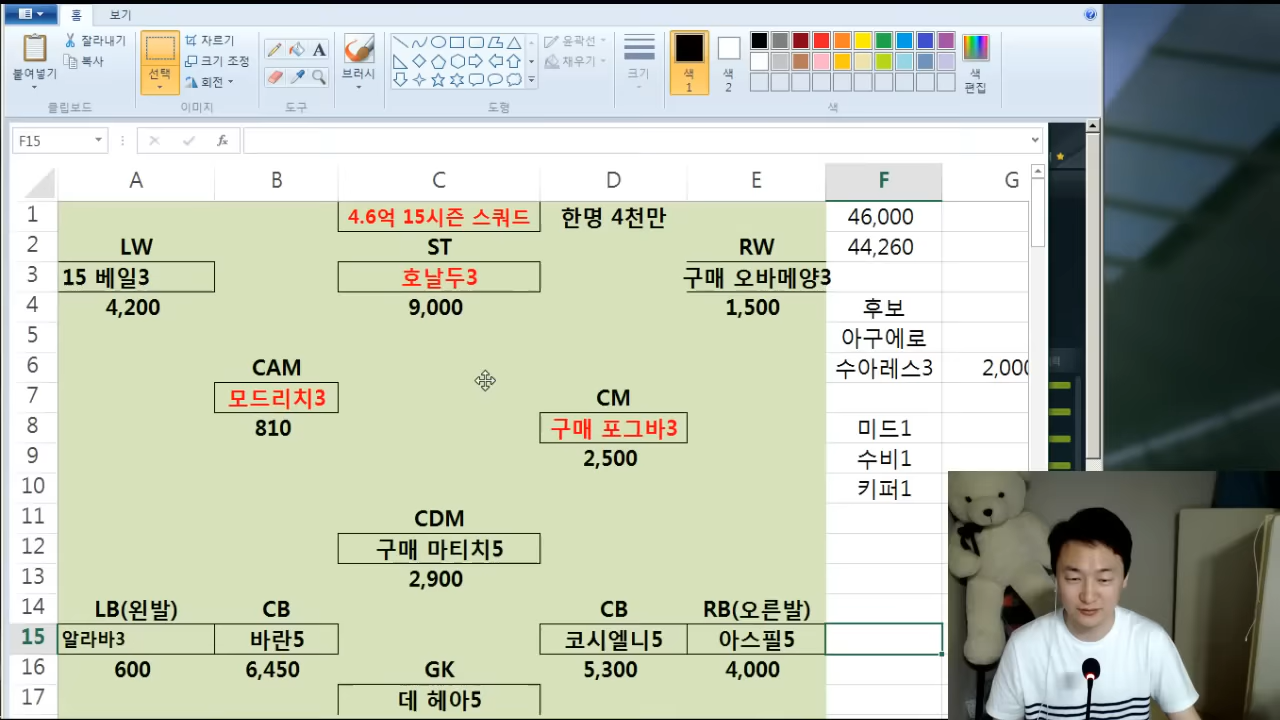 홈 보기
붙여넣기
잘라내기
복사
클립보드
선택
자르기
크기 조정
회전
이미지
A
도구
브러시
윤곽선
채우기
도형
크기
색 1
색 2
색 편집
색
F15
fx
A B C D E F G
1 4.6억 15시즌 스쿼드 한명 4천만 46,000
2 LW ST RW 44,260
3 15 베일3 호날두3 구매 오바메양3
4 4,200 9,000 1,500 후보
5 아구에로
6 CAM 수아레스3 2,000
7 모드리치3 CM
8 810 구매 포그바3 미드1
9 2,500 수비1
10 키퍼1
11 CDM
12 구매 마티치5
13 2,900
14 LB(왼발) CB CB RB(오른발)
15 알라바3 바란5 코시엘니5 아스필5
16 600 6,450 GK 5,300 4,000
17 데 헤아5